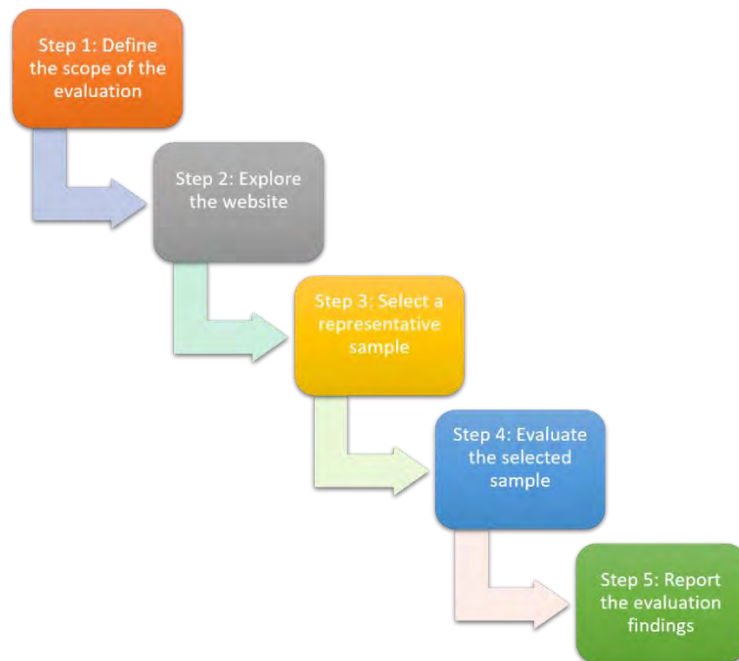 Step 1: Define
the scope of the
evaluation
Step 2: Explore
the website
Step 3: Select a
representative
sample
Step 4: Evaluate
the selected
sample
Step 5: Report
the evaluation
findings